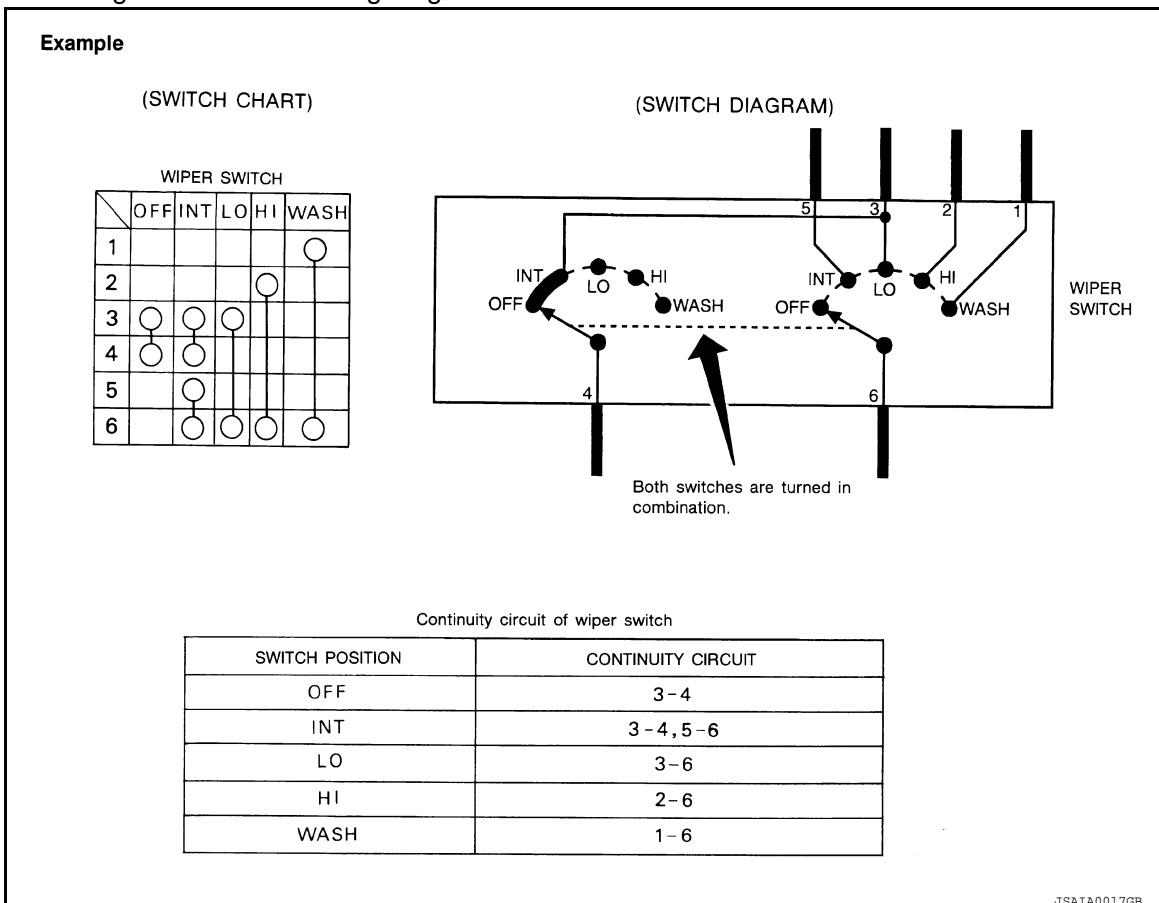 Example
(SWITCH CHART)
(SWITCH DIAGRAM)
WIPER SWITCH
OFF INT LO HI WASH
1
2
3
4
5
6
5 3 2 1
INT LO HI
OFF WASH
INT LO HI
OFF WASH
WIPER
SWITCH
4 6
Both switches are turned in
combination.
Continuity circuit of wiper switch
SWITCH POSITION CONTINUITY CIRCUIT
OFF 3-4
INT 3-4, 5-6
LO 3-6
HI 2-6
WASH 1-6
JSAIA0017GB